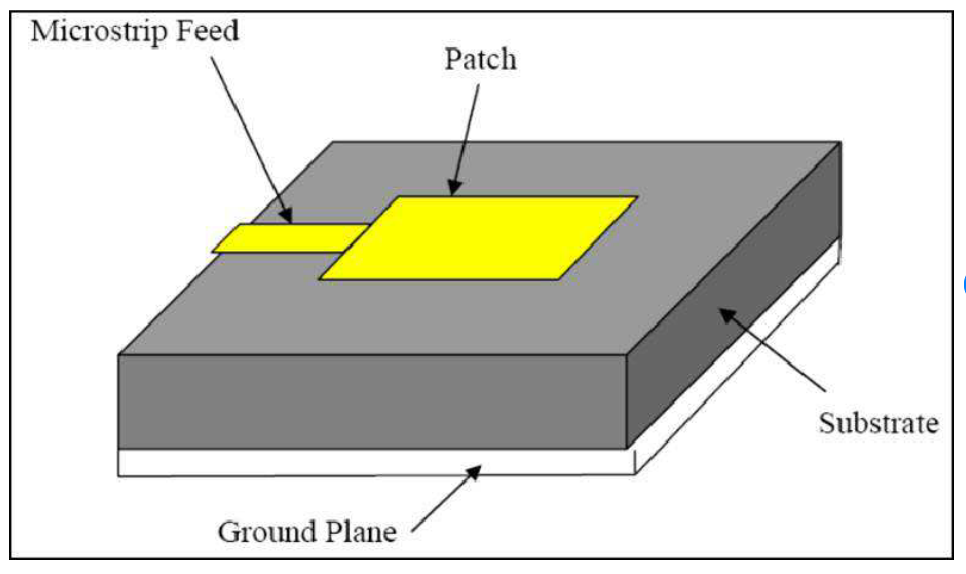 Microstrip Feed
Patch
Substrate
Ground Plane